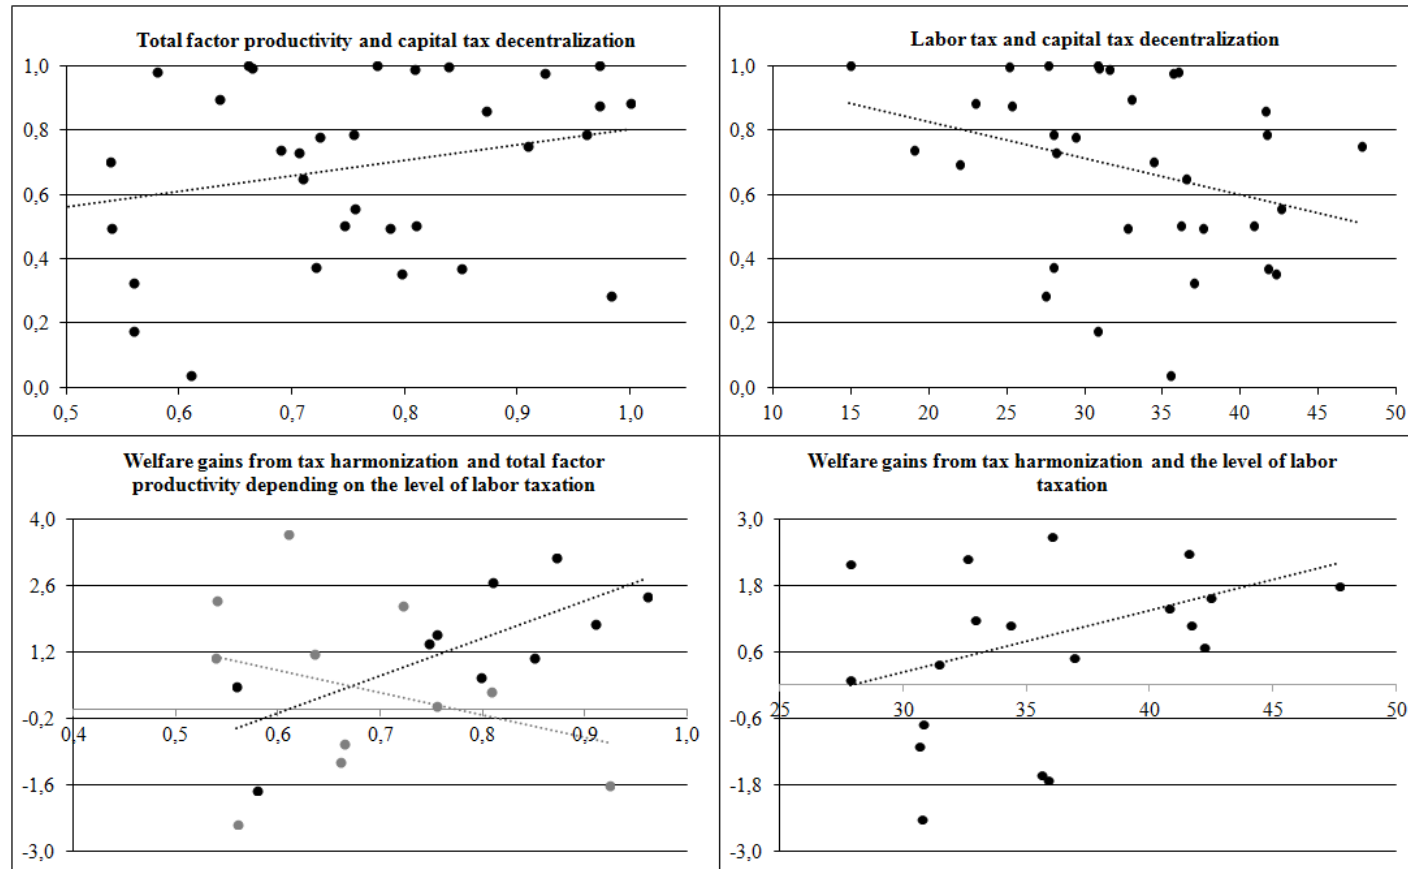 Total factor productivity and capital tax decentralization
1,0
0,8
0,6
0,4
0,2
0,0
0,5 0,6 0,7 0,8 0,9 1,0
Labor tax and capital tax decentralization
1,0
0,8
0,6
0,4
0,2
0,0
10 15 20 25 30 35 40 45 50
Welfare gains from tax harmonization and total factor
productivity depending on the level of labor taxation
4,0
2,6
1,2
-0,2
0,4 0,5 0,6 0,7 0,8 0,9 1,0
-1,6
-3,0
Welfare gains from tax harmonization and the level of labor
taxation
3,0
1,8
0,6
25 30 35 40 45 50
-0,6
-1,8
-3,0